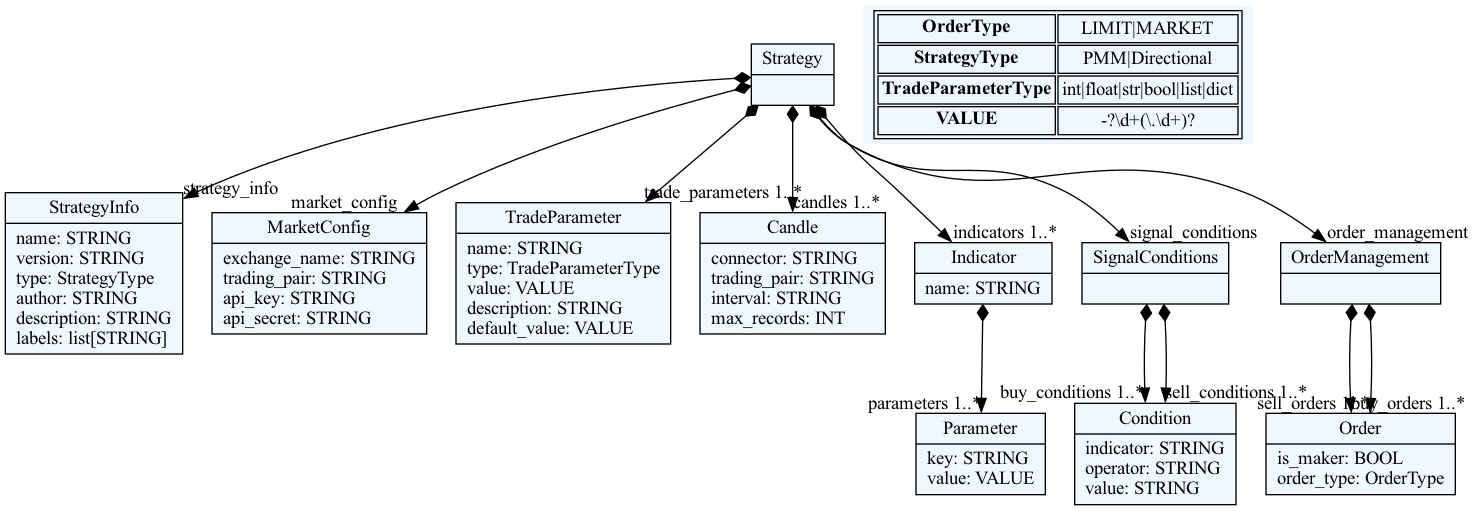 OrderType LIMIT|MARKET
StrategyType PMM|Directional
TradeParameterType int|float|str|bool|list|dict
VALUE -?\d+(\.\d+)?
Strategy
strategy_info
market_config
trade_parameters 1..*
candles 1..*
indicators 1..*
signal_conditions
order_management
StrategyInfo
name: STRING
version: STRING
type: StrategyType
author: STRING
description: STRING
labels: list[STRING]
MarketConfig
exchange_name: STRING
trading_pair: STRING
api_key: STRING
api_secret: STRING
TradeParameter
name: STRING
type: TradeParameterType
value: VALUE
description: STRING
default_value: VALUE
Candle
connector: STRING
trading_pair: STRING
interval: STRING
max_records: INT
Indicator
name: STRING
SignalConditions
OrderManagement
parameters 1..*
buy_conditions 1..*
sell_conditions 1..*
sell_orders 1..*
buy_orders 1..*
Parameter
key: STRING
value: VALUE
Condition
indicator: STRING
operator: STRING
value: STRING
Order
is_maker: BOOL
order_type: OrderType